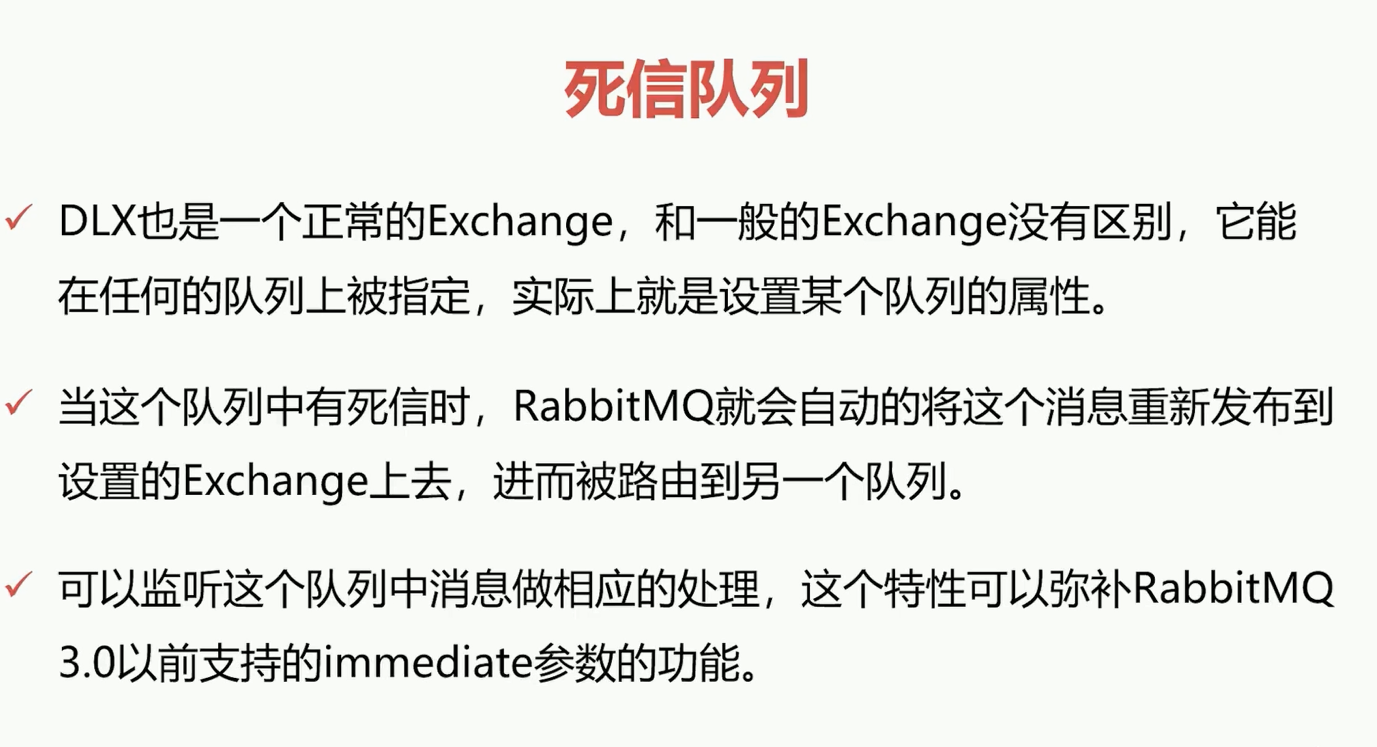 死信队列
✓ DLX也是一个正常的Exchange，和一般的Exchange没有区别，它能
在任何的队列上被指定，实际上就是设置某个队列的属性。
✓ 当这个队列中有死信时，RabbitMQ就会自动的将这个消息重新发布到
设置的Exchange上去，进而被路由到另一个队列。
✓ 可以监听这个队列中消息做相应的处理，这个特性可以弥补RabbitMQ
3.0以前支持的immediate参数的功能。